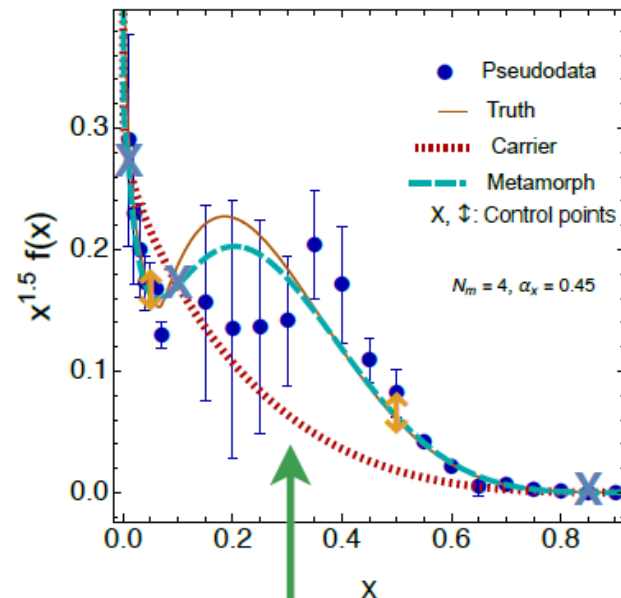 Pseudodata
Truth
Carrier
Metamorph
X, ↕: Control points
N_m = 4, α_x = 0.45
x^1.5 f(x)
0.3
0.2
0.1
0.0
0.0 0.2 0.4 0.6 0.8
x